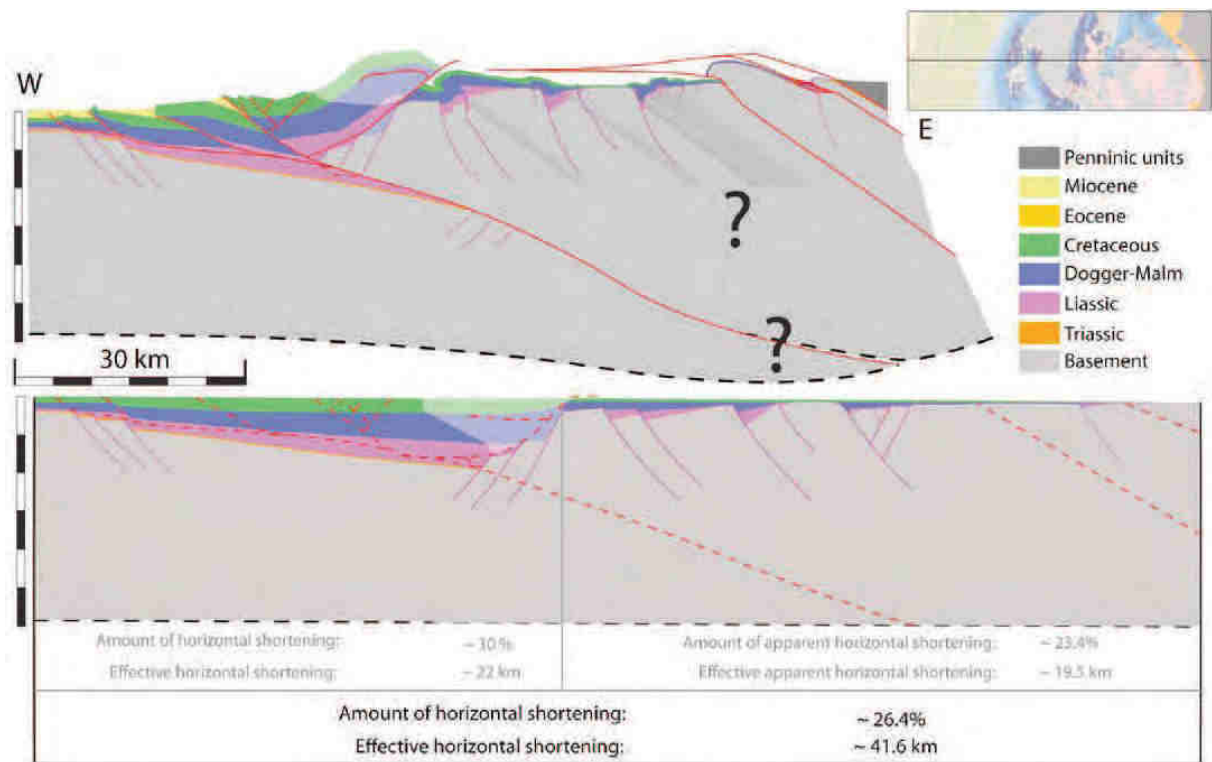 W
E
Penninic units
Miocene
Eocene
Cretaceous
Dogger-Malm
Liassic
Triassic
Basement
?
?
30 km
Amount of horizontal shortening: ~ 30 %
Effective horizontal shortening: ~ 22 km
Amount of apparent horizontal shortening: ~ 23.4%
Effective apparent horizontal shortening: ~ 19.5 km
Amount of horizontal shortening: ~ 26.4%
Effective horizontal shortening: ~ 41.6 km